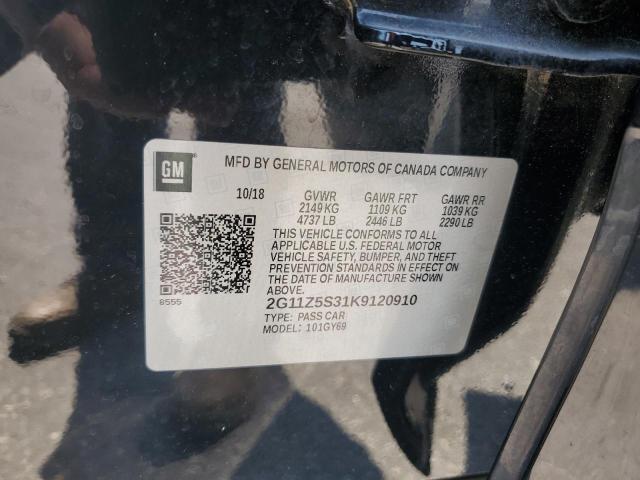 GM
MFD BY GENERAL MOTORS OF CANADA COMPANY
10/18 GVWR GAWR FRT GAWR RR
2149 KG 1109 KG 1039 KG
4737 LB 2446 LB 2290 LB
THIS VEHICLE CONFORMS TO ALL
APPLICABLE U.S. FEDERAL MOTOR
VEHICLE SAFETY, BUMPER, AND THEFT
PREVENTION STANDARDS IN EFFECT ON
THE DATE OF MANUFACTURE SHOWN
ABOVE.
8555
2G11Z5S31K9120910
TYPE: PASS CAR
MODEL: 101GY69